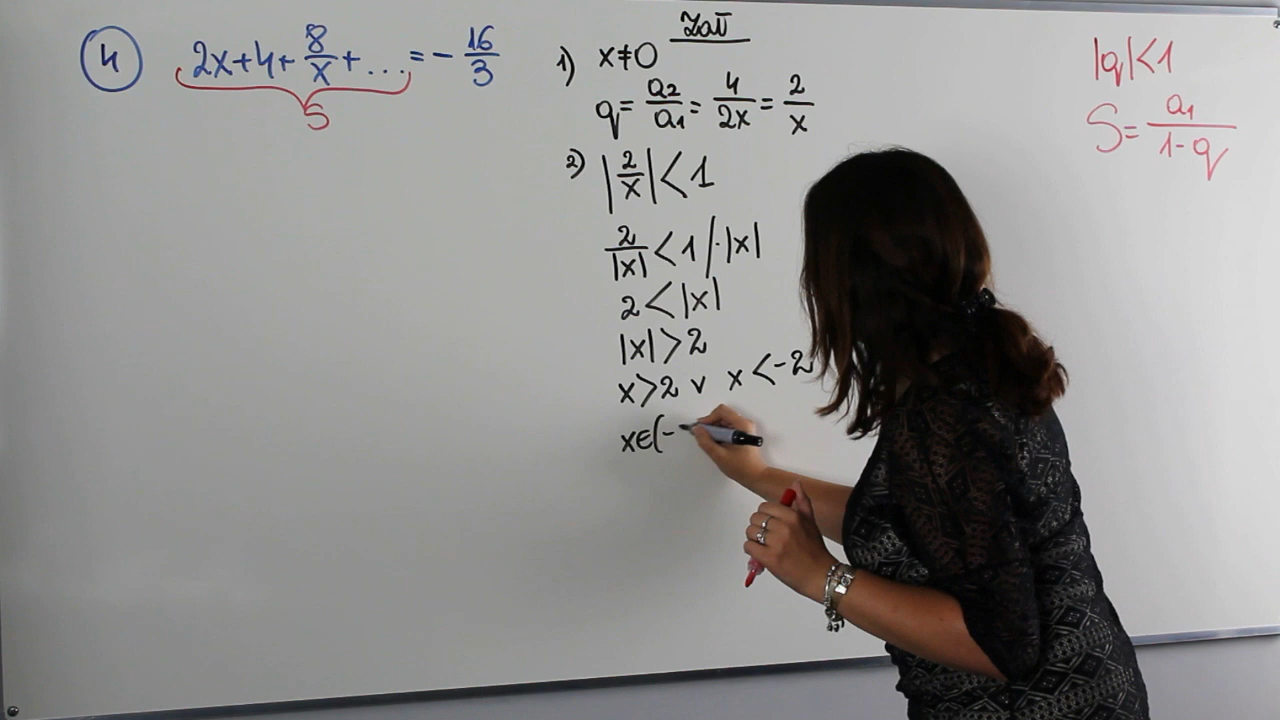 4 2x+4+8/x+...=-16/3
S
Zał
1) x≠0
q=a2/a1=4/2x=2/x
2) |2/x|<1
2/|x|<1 /·|x|
2<|x|
|x|>2
x>2 v x<-2
x∈(-
|q|<1
S=a1/1-q